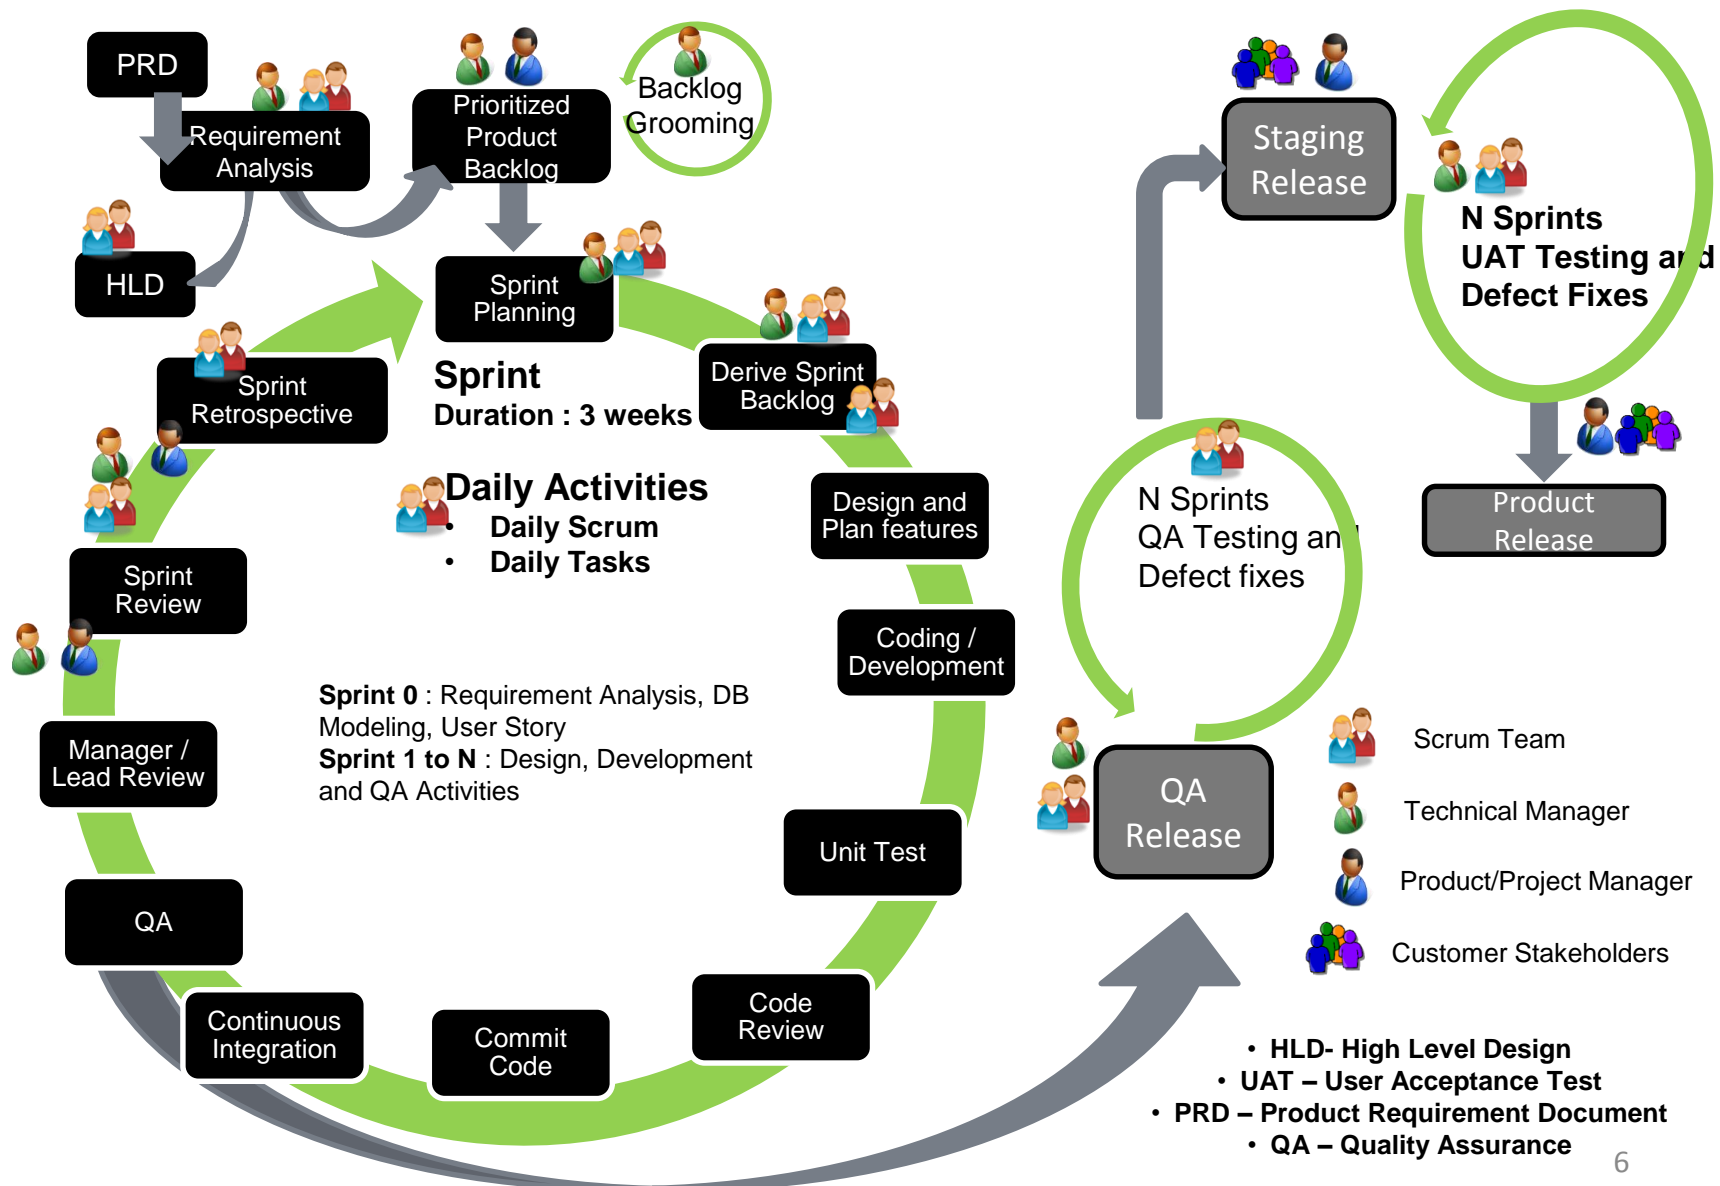 PRD
Requirement
Analysis
HLD
Prioritized
Product
Backlog
Backlog
Grooming
Sprint
Planning
Derive Sprint
Backlog
Design and
Plan features
Coding /
Development
Unit Test
Code
Review
Commit
Code
Continuous
Integration
QA
Manager /
Lead Review
Sprint
Review
Sprint
Retrospective
Sprint
Duration : 3 weeks
Daily Activities
• Daily Scrum
• Daily Tasks
Sprint 0 : Requirement Analysis, DB
Modeling, User Story
Sprint 1 to N : Design, Development
and QA Activities
Staging
Release
N Sprints
UAT Testing and
Defect Fixes
Product
Release
N Sprints
QA Testing and
Defect fixes
QA
Release
Scrum Team
Technical Manager
Product/Project Manager
Customer Stakeholders
• HLD- High Level Design
• UAT – User Acceptance Test
• PRD – Product Requirement Document
• QA – Quality Assurance
6